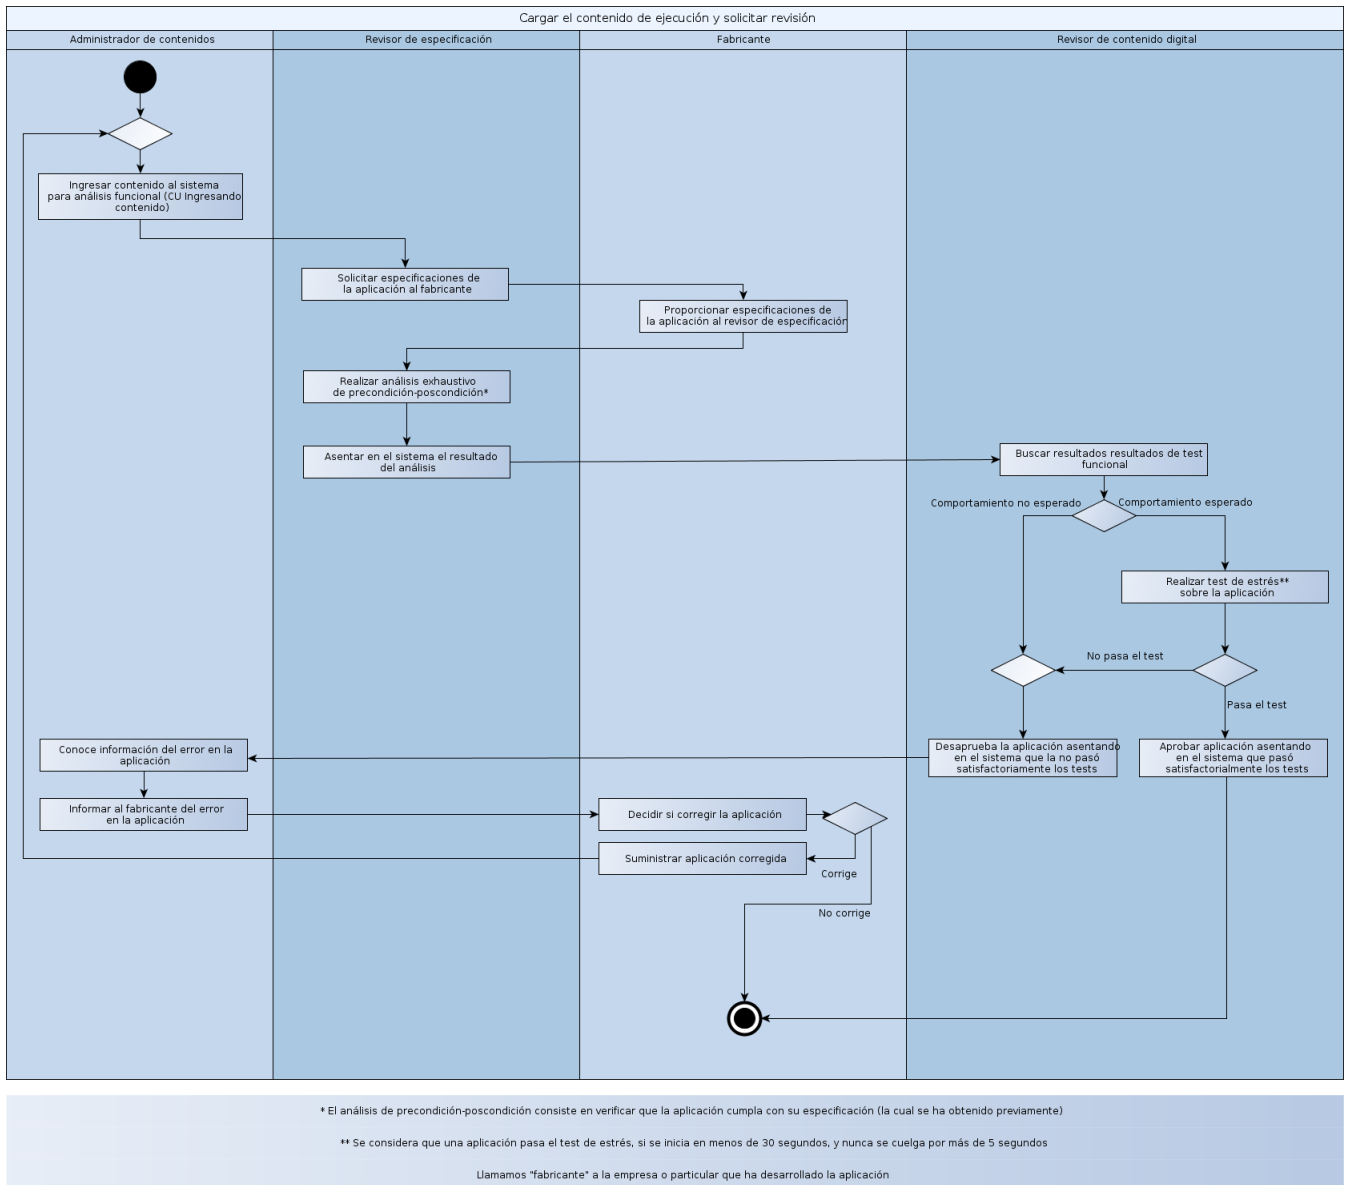 Cargar el contenido de ejecución y solicitar revisión
Administrador de contenidos
Revisor de especificación
Fabricante
Revisor de contenido digital
Ingresar contenido al sistema
para análisis funcional (CU Ingresando
contenido)
Solicitar especificaciones de
la aplicación al fabricante
Proporcionar especificaciones de
la aplicación al revisor de especificación
Realizar análisis exhaustivo
de precondición-poscondición*
Asentar en el sistema el resultado
del análisis
Buscar resultados resultados de test
funcional
Comportamiento no esperado
Comportamiento esperado
Realizar test de estrés**
sobre la aplicación
No pasa el test
Pasa el test
Conoce información del error en la
aplicación
Desaprueba la aplicación asentando
en el sistema que la no pasó
satisfactoriamente los tests
Aprobar aplicación asentando
en el sistema que pasó
satisfactorialmente los tests
Informar al fabricante del error
en la aplicación
Decidir si corregir la aplicación
Suministrar aplicación corregida
Corrige
No corrige
* El análisis de precondición-poscondición consiste en verificar que la aplicación cumpla con su especificación (la cual se ha obtenido previamente)
** Se considera que una aplicación pasa el test de estrés, si se inicia en menos de 30 segundos, y nunca se cuelga por más de 5 segundos
Llamamos "fabricante" a la empresa o particular que ha desarrollado la aplicación